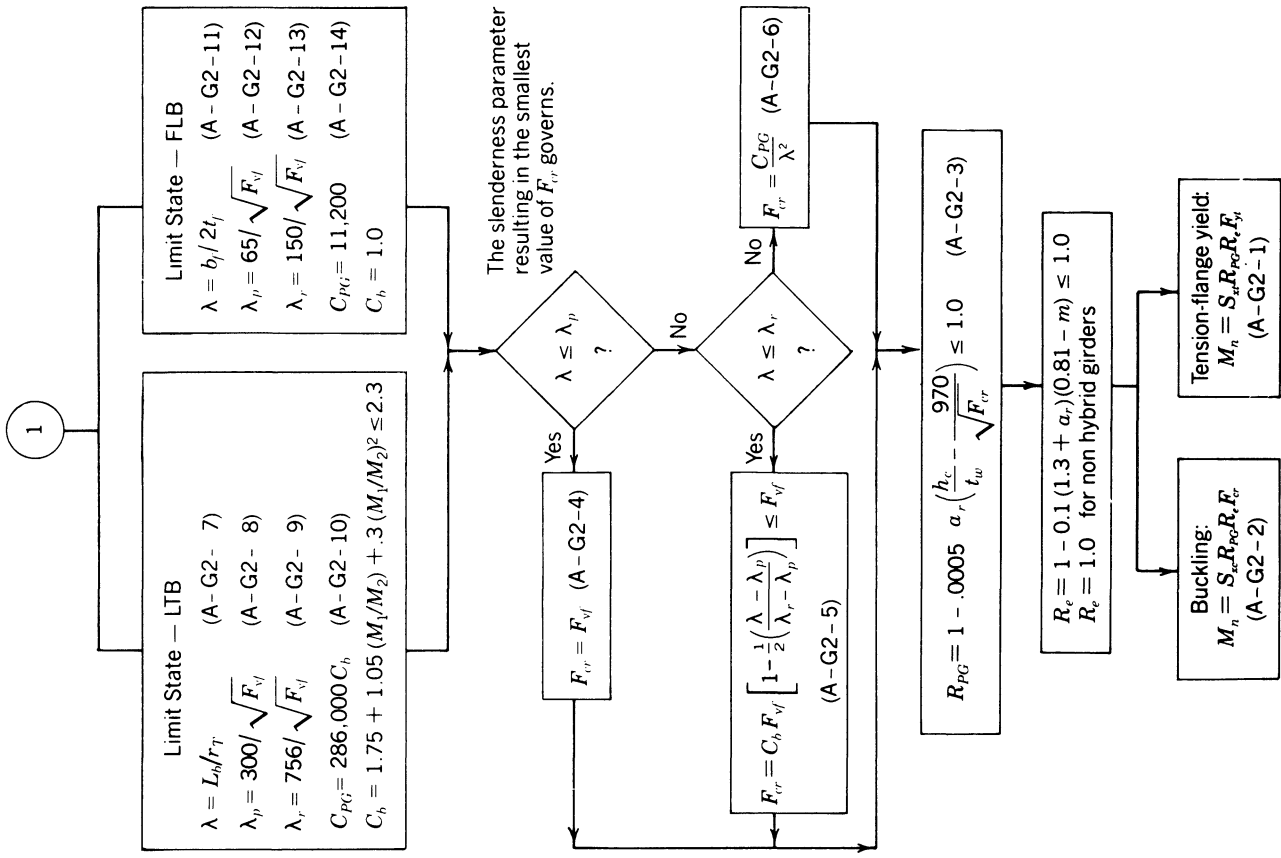 1
Limit State — LTB
λ = L_b/r_T (A-G2- 7)
λ_p = 300/√F_yf (A-G2- 8)
λ_r = 756/√F_yf (A-G2- 9)
C_PG = 286,000 C_b (A-G2-10)
C_b = 1.75 + 1.05 (M_1/M_2) + .3 (M_1/M_2)² ≤ 2.3
Limit State — FLB
λ = b_f/2t_f (A-G2-11)
λ_p = 65/√F_yf (A-G2-12)
λ_r = 150/√F_yf (A-G2-13)
C_PG = 11,200 (A-G2-14)
C_b = 1.0
The slenderness parameter
resulting in the smallest
value of F_cr governs.
λ ≤ λ_p
?
Yes
No
F_cr = F_yf (A-G2-4)
λ ≤ λ_r
?
Yes
No
F_cr = C_b F_yf [1 - 1/2 (λ - λ_p / λ_r - λ_p)] ≤ F_yf
(A-G2-5)
F_cr = C_PG / λ² (A-G2-6)
R_PG = 1 - .0005 a_r (h_c/t_w - 970/√F_cr) ≤ 1.0 (A-G2-3)
R_e = 1 - 0.1 (1.3 + a_r)(0.81 - m) ≤ 1.0
R_e = 1.0 for non hybrid girders
Buckling:
M_n = S_xc R_PG R_e F_cr
(A-G2-2)
Tension-flange yield:
M_n = S_xt R_PG R_e F_yt
(A-G2-1)